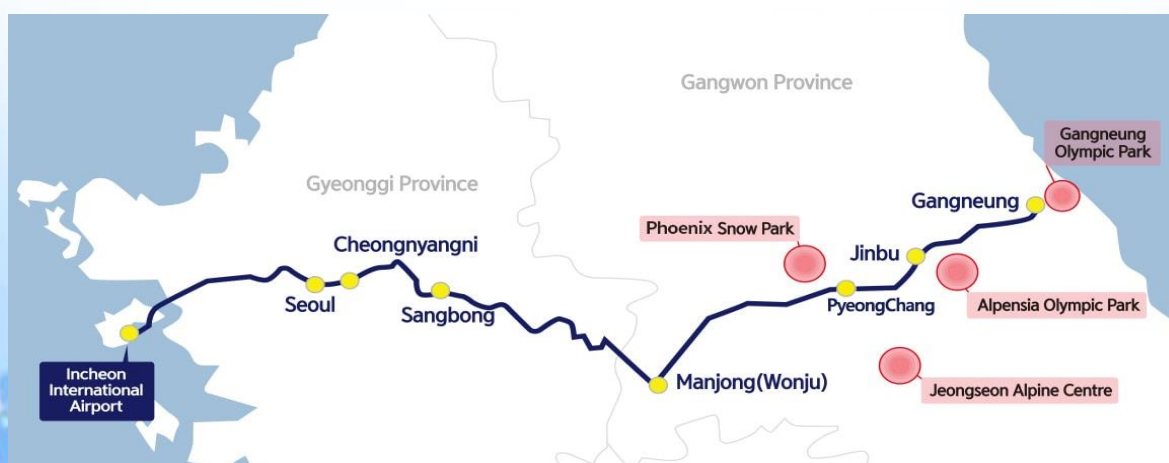 Gangwon Province
Gangneung
Olympic Park
Gyeonggi Province
Gangneung
Phoenix Snow Park
Cheongnyangni
Jinbu
Seoul
Sangbong
PyeongChang
Alpensia Olympic Park
Incheon
International
Airport
Manjong(Wonju)
Jeongseon Alpine Centre